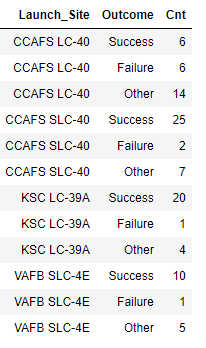 Launch_Site Outcome Cnt
CCAFS LC-40 Success 6
CCAFS LC-40 Failure 6
CCAFS LC-40 Other 14
CCAFS SLC-40 Success 25
CCAFS SLC-40 Failure 2
CCAFS SLC-40 Other 7
KSC LC-39A Success 20
KSC LC-39A Failure 1
KSC LC-39A Other 4
VAFB SLC-4E Success 10
VAFB SLC-4E Failure 1
VAFB SLC-4E Other 5